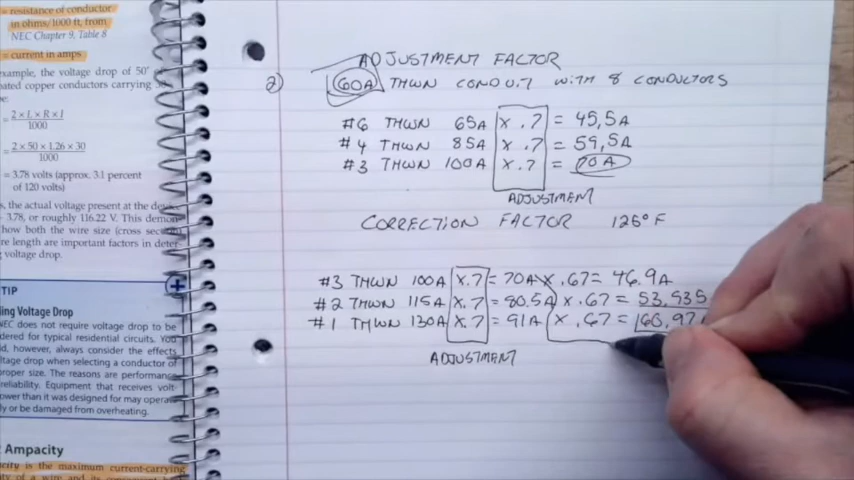 = resistance of conductor
in ohms/1000 ft, from
NEC Chapter 9, Table 8
= current in amps
example, the voltage drop of 50'
ated copper conductors carrying
2 × L × R × I
1000
2 × 50 × 1.26 × 30
1000
= 3.78 volts (approx. 3.1 percent
of 120 volts)
s, the actual voltage present at the
- 3.78, or roughly 116.22 V. This
how both the wire size (cross
re length are important factors in deter-
voltage drop.
TIP
ling Voltage Drop
NEC does not require voltage drop to be
ered for typical residential circuits. You
d, however, always consider the effects
ge drop when selecting a conductor of
proper size. The reasons are performance
reliability. Equipment that receives volt-
ower than it was designed for may operate
ly or be damaged from overheating.
Ampacity
city is the maximum current-carrying
ADJUSTMENT FACTOR
2) 60A THWN CONDUIT WITH 8 CONDUCTORS
#6 THWN 65A X .7 = 45.5A
#4 THWN 85A X .7 = 59.5A
#3 THWN 100A X .7 = 70A
ADJUSTMENT
CORRECTION FACTOR 125° F
#3 THWN 100A X.7 = 70A X .67 = 46.9A
#2 THWN 115A X.7 = 80.5A X .67 = 53.935
#1 THWN 130A X.7 = 91A X .67 = 60.97
ADJUSTMENT